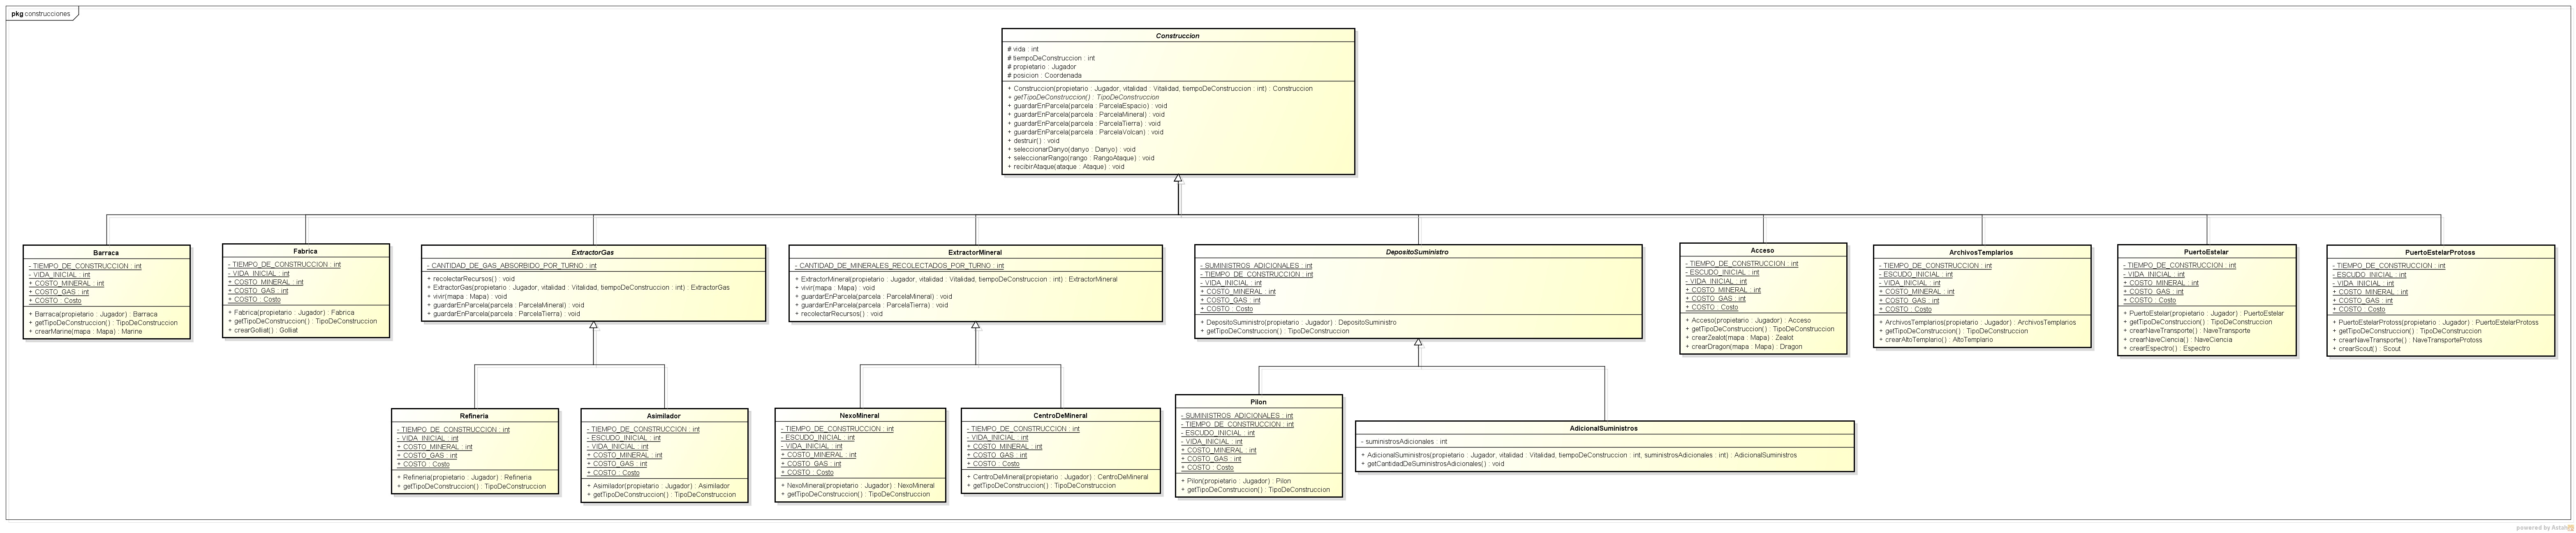 pkg construcciones
Construccion
# vida : int
# tiempoDeConstruccion : int
# propietario : Jugador
# posicion : Coordenada
+ Construccion(propietario : Jugador, vitalidad : Vitalidad, tiempoDeConstruccion : int) : Construccion
+ getTipoDeConstruccion() : TipoDeConstruccion
+ guardarEnParcela(parcela : ParcelaEspacio) : void
+ guardarEnParcela(parcela : ParcelaMineral) : void
+ guardarEnParcela(parcela : ParcelaTierra) : void
+ guardarEnParcela(parcela : ParcelaVolcan) : void
+ destruir() : void
+ seleccionarDanyo(danyo : Danyo) : void
+ seleccionarRango(rango : RangoAtaque) : void
+ recibirAtaque(ataque : Ataque) : void
Barraca
- TIEMPO_DE_CONSTRUCCION : int
- VIDA_INICIAL : int
+ COSTO_MINERAL : int
+ COSTO_GAS : int
+ COSTO : Costo
+ Barraca(propietario : Jugador) : Barraca
+ getTipoDeConstruccion() : TipoDeConstruccion
+ crearMarine(mapa : Mapa) : Marine
Fabrica
- TIEMPO_DE_CONSTRUCCION : int
- VIDA_INICIAL : int
+ COSTO_MINERAL : int
+ COSTO_GAS : int
+ COSTO : Costo
+ Fabrica(propietario : Jugador) : Fabrica
+ getTipoDeConstruccion() : TipoDeConstruccion
+ crearGolliat() : Golliat
ExtractorGas
- CANTIDAD_DE_GAS_ABSORBIDO_POR_TURNO : int
+ recolectarRecursos() : void
+ ExtractorGas(propietario : Jugador, vitalidad : Vitalidad, tiempoDeConstruccion : int) : ExtractorGas
+ vivir(mapa : Mapa) : void
+ guardarEnParcela(parcela : ParcelaMineral) : void
+ guardarEnParcela(parcela : ParcelaTierra) : void
ExtractorMineral
- CANTIDAD_DE_MINERALES_RECOLECTADOS_POR_TURNO : int
+ ExtractorMineral(propietario : Jugador, vitalidad : Vitalidad, tiempoDeConstruccion : int) : ExtractorMineral
+ vivir(mapa : Mapa) : void
+ guardarEnParcela(parcela : ParcelaMineral) : void
+ guardarEnParcela(parcela : ParcelaTierra) : void
+ recolectarRecursos() : void
DepositoSuministro
- SUMINISTROS_ADICIONALES : int
- TIEMPO_DE_CONSTRUCCION : int
- VIDA_INICIAL : int
+ COSTO_MINERAL : int
+ COSTO_GAS : int
+ COSTO : Costo
+ DepositoSuministro(propietario : Jugador) : DepositoSuministro
+ getTipoDeConstruccion() : TipoDeConstruccion
Acceso
- TIEMPO_DE_CONSTRUCCION : int
- ESCUDO_INICIAL : int
- VIDA_INICIAL : int
+ COSTO_MINERAL : int
+ COSTO_GAS : int
+ COSTO : Costo
+ Acceso(propietario : Jugador) : Acceso
+ getTipoDeConstruccion() : TipoDeConstruccion
+ crearZealot(mapa : Mapa) : Zealot
+ crearDragon(mapa : Mapa) : Dragon
ArchivosTemplarios
- TIEMPO_DE_CONSTRUCCION : int
- ESCUDO_INICIAL : int
- VIDA_INICIAL : int
+ COSTO_MINERAL : int
+ COSTO_GAS : int
+ COSTO : Costo
+ ArchivosTemplarios(propietario : Jugador) : ArchivosTemplarios
+ getTipoDeConstruccion() : TipoDeConstruccion
+ crearAltoTemplario() : AltoTemplario
PuertoEstelar
- TIEMPO_DE_CONSTRUCCION : int
- VIDA_INICIAL : int
+ COSTO_MINERAL : int
+ COSTO_GAS : int
+ COSTO : Costo
+ PuertoEstelar(propietario : Jugador) : PuertoEstelar
+ getTipoDeConstruccion() : TipoDeConstruccion
+ crearNaveTransporte() : NaveTransporte
+ crearNaveCiencia() : NaveCiencia
+ crearEspectro() : Espectro
PuertoEstelarProtoss
- TIEMPO_DE_CONSTRUCCION : int
- ESCUDO_INICIAL : int
- VIDA_INICIAL : int
+ COSTO_MINERAL : int
+ COSTO_GAS : int
+ COSTO : Costo
+ PuertoEstelarProtoss(propietario : Jugador) : PuertoEstelarProtoss
+ getTipoDeConstruccion() : TipoDeConstruccion
+ crearNaveTransporte() : NaveTransporteProtoss
+ crearScout() : Scout
Refineria
- TIEMPO_DE_CONSTRUCCION : int
- VIDA_INICIAL : int
+ COSTO_MINERAL : int
+ COSTO_GAS : int
+ COSTO : Costo
+ Refineria(propietario : Jugador) : Refineria
+ getTipoDeConstruccion() : TipoDeConstruccion
Asimilador
- TIEMPO_DE_CONSTRUCCION : int
- ESCUDO_INICIAL : int
- VIDA_INICIAL : int
+ COSTO_MINERAL : int
+ COSTO_GAS : int
+ COSTO : Costo
+ Asimilador(propietario : Jugador) : Asimilador
+ getTipoDeConstruccion() : TipoDeConstruccion
NexoMineral
- TIEMPO_DE_CONSTRUCCION : int
- ESCUDO_INICIAL : int
- VIDA_INICIAL : int
+ COSTO_MINERAL : int
+ COSTO_GAS : int
+ COSTO : Costo
+ NexoMineral(propietario : Jugador) : NexoMineral
+ getTipoDeConstruccion() : TipoDeConstruccion
CentroDeMineral
- TIEMPO_DE_CONSTRUCCION : int
- VIDA_INICIAL : int
+ COSTO_MINERAL : int
+ COSTO_GAS : int
+ COSTO : Costo
+ CentroDeMineral(propietario : Jugador) : CentroDeMineral
+ getTipoDeConstruccion() : TipoDeConstruccion
Pilon
- SUMINISTROS_ADICIONALES : int
- TIEMPO_DE_CONSTRUCCION : int
- ESCUDO_INICIAL : int
- VIDA_INICIAL : int
+ COSTO_MINERAL : int
+ COSTO_GAS : int
+ COSTO : Costo
+ Pilon(propietario : Jugador) : Pilon
+ getTipoDeConstruccion() : TipoDeConstruccion
AdicionalSuministros
- suministrosAdicionales : int
+ AdicionalSuministros(propietario : Jugador, vitalidad : Vitalidad, tiempoDeConstruccion : int, suministrosAdicionales : int) : AdicionalSuministros
+ getCantidadDeSuministrosAdicionales() : void
powered by Astah